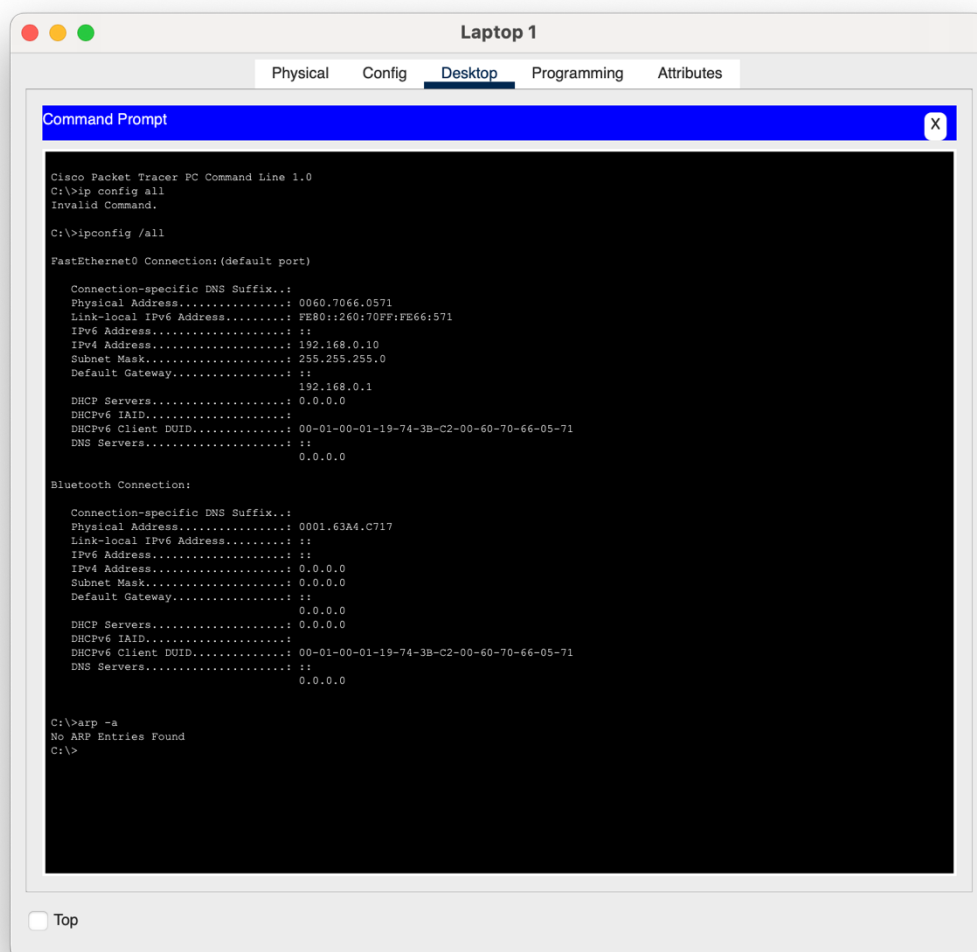 Laptop 1
Physical Config Desktop Programming Attributes
Command Prompt
X
Cisco Packet Tracer PC Command Line 1.0
C:\>ip config all
Invalid Command.
C:\>ipconfig /all
FastEthernet0 Connection:(default port)
Connection-specific DNS Suffix..:
Physical Address................: 0060.7066.0571
Link-local IPv6 Address.........: FE80::260:70FF:FE66:571
IPv6 Address....................: ::
IPv4 Address....................: 192.168.0.10
Subnet Mask.....................: 255.255.255.0
Default Gateway.................: ::
192.168.0.1
DHCP Servers....................: 0.0.0.0
DHCPv6 IAID.....................:
DHCPv6 Client DUID..............: 00-01-00-01-19-74-3B-C2-00-60-70-66-05-71
DNS Servers.....................: ::
0.0.0.0
Bluetooth Connection:
Connection-specific DNS Suffix..:
Physical Address................: 0001.63A4.C717
Link-local IPv6 Address.........: ::
IPv6 Address....................: ::
IPv4 Address....................: 0.0.0.0
Subnet Mask.....................: 0.0.0.0
Default Gateway.................: ::
0.0.0.0
DHCP Servers....................: 0.0.0.0
DHCPv6 IAID.....................:
DHCPv6 Client DUID..............: 00-01-00-01-19-74-3B-C2-00-60-70-66-05-71
DNS Servers.....................: ::
0.0.0.0
C:\>arp -a
No ARP Entries Found
C:\>
Top